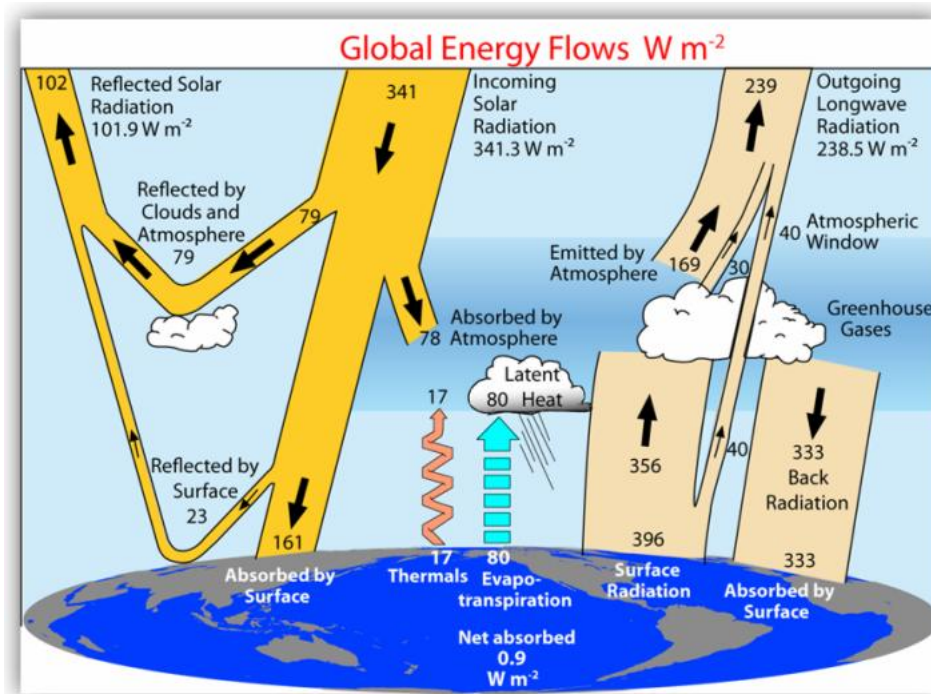 Global Energy Flows W m⁻²
102
Reflected Solar
Radiation
101.9 W m⁻²
341
Incoming
Solar
Radiation
341.3 W m⁻²
239
Outgoing
Longwave
Radiation
238.5 W m⁻²
Reflected by
Clouds and
Atmosphere
79
79
Emitted by
Atmosphere
169
30
40
Atmospheric
Window
Greenhouse
Gases
Absorbed by
78 Atmosphere
17
Latent
80 Heat
Reflected by
Surface
23
356
40
333
Back
Radiation
161
396
333
Absorbed by
Surface
17
Thermals
80
Evapo-
transpiration
Surface
Radiation
Absorbed by
Surface
Net absorbed
0.9
W m⁻²